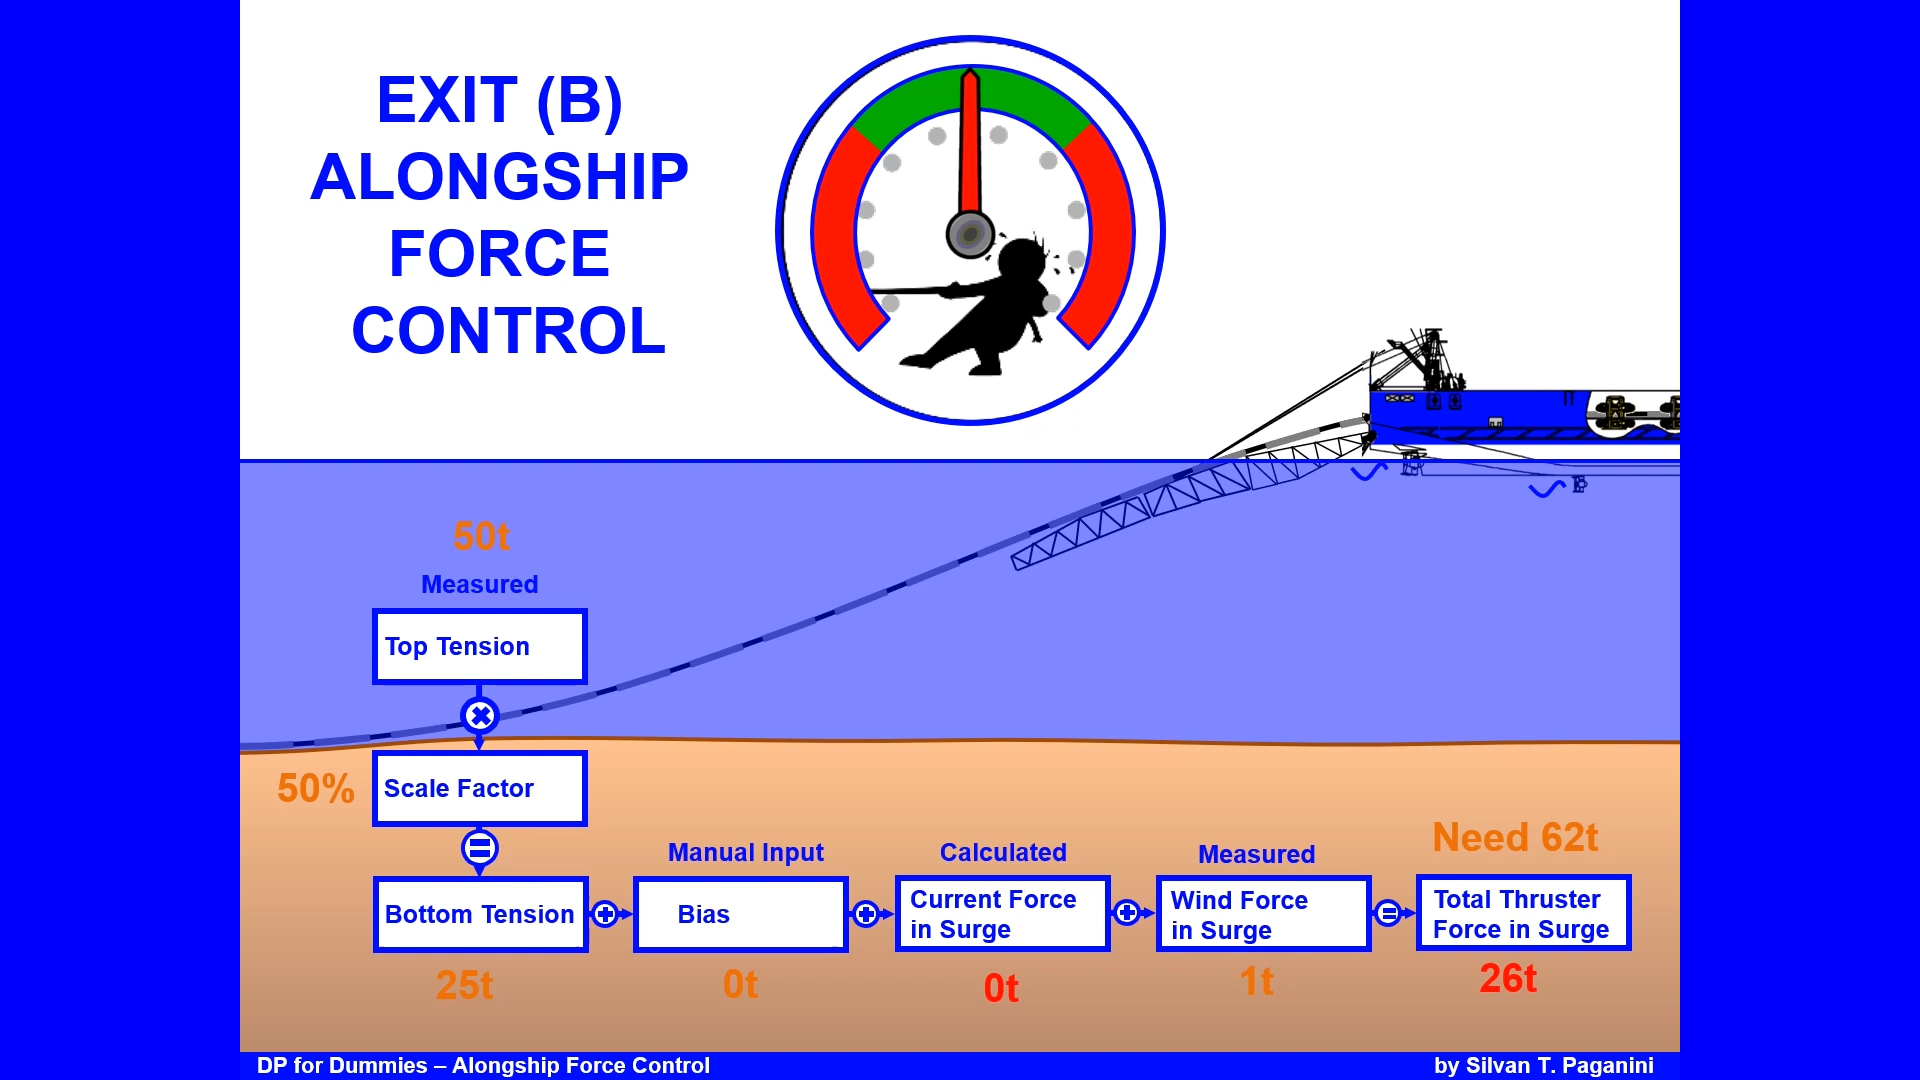 EXIT (B)
ALONGSHIP
FORCE
CONTROL
50t
Measured
Top Tension
50%
Scale Factor
Bottom Tension
25t
Manual Input
Bias
0t
Calculated
Current Force
in Surge
0t
Measured
Wind Force
in Surge
1t
Need 62t
Total Thruster
Force in Surge
26t
DP for Dummies – Alongship Force Control
by Silvan T. Paganini